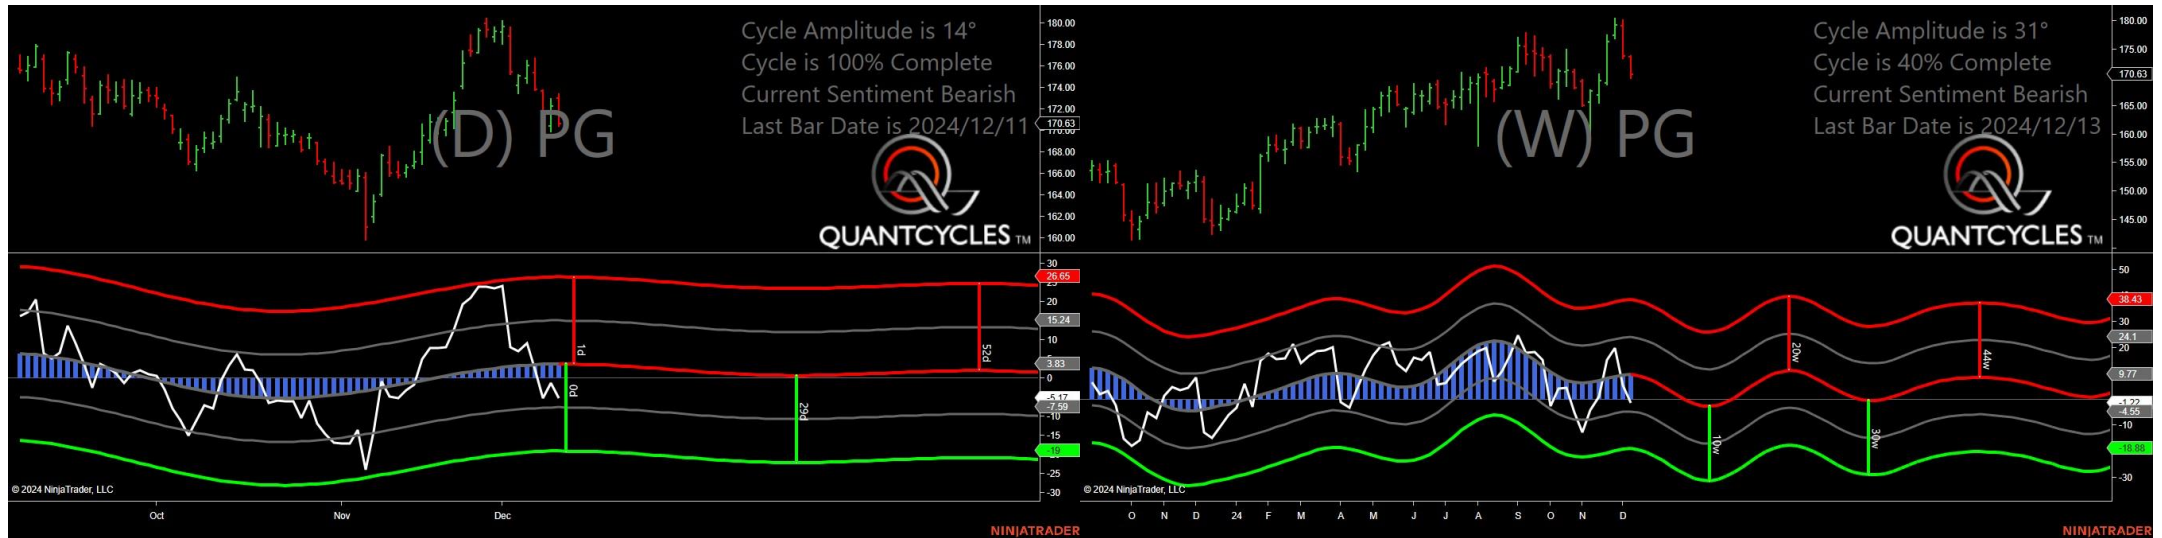 Cycle Amplitude is 14°
Cycle is 100% Complete
Current Sentiment Bearish
Last Bar Date is 2024/12/11
(D) PG
QUANTCYCLES TM
180.00
178.00
176.00
174.00
172.00
170.63
170.00
168.00
166.00
164.00
162.00
160.00
30
26.65
25
20
15.24
10
5
3.83
0
-5.17
-7.59
-10
-15
-19
-25
-30
1d
0d
29d
52d
© 2024 NinjaTrader, LLC
Oct Nov Dec
NINJATRADER
Cycle Amplitude is 31°
Cycle is 40% Complete
Current Sentiment Bearish
Last Bar Date is 2024/12/13
(W) PG
QUANTCYCLES TM
180.00
175.00
170.63
165.00
160.00
155.00
150.00
145.00
50
38.43
30
24.1
20
9.77
-1.22
-4.55
-10
-18.88
-30
10w
20w
30w
44w
© 2024 NinjaTrader, LLC
O N D 24 F M A M J J A S O N D
NINJATRADER